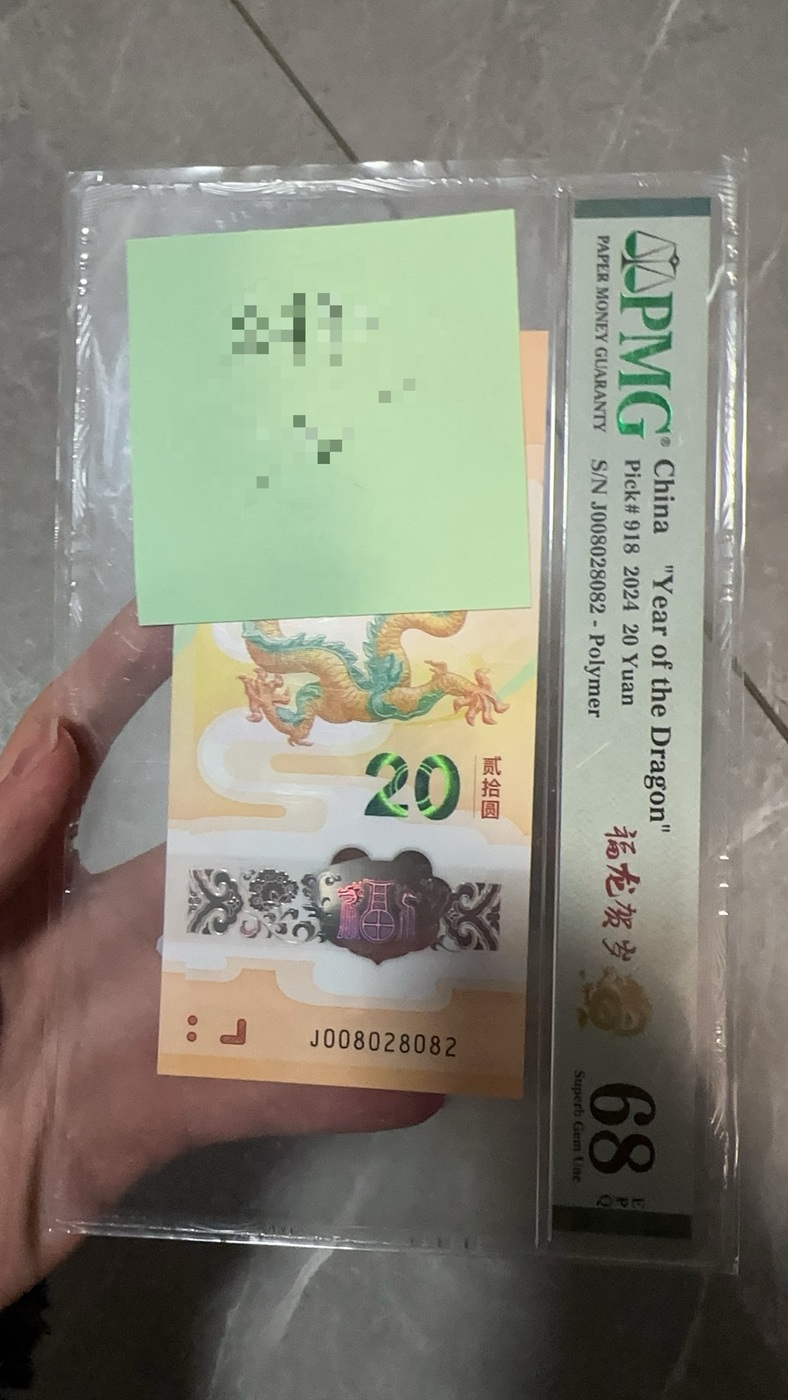 PMG®
PAPER MONEY GUARANTY
China "Year of the Dragon"
Pick# 918 2024 20 Yuan
S/N J008028082 - Polymer
福龙贺岁
68
EPQ
Superb Gem Unc
贰拾圆
20
福
J008028082